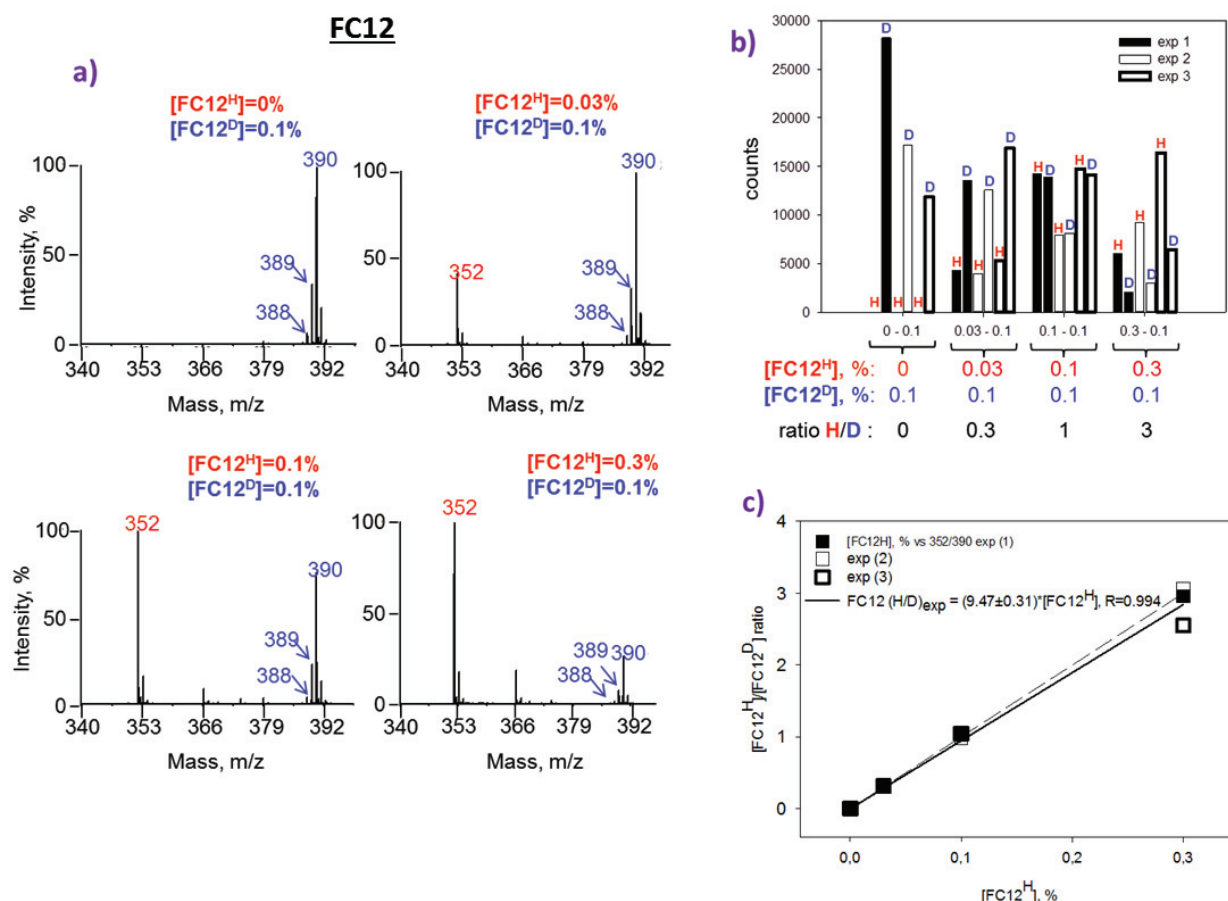 FC12
a)
[FC12H]=0%
[FC12D]=0.1%
100
50
0
Intensity, %
390
389
388
340 353 366 379 392
Mass, m/z
[FC12H]=0.03%
[FC12D]=0.1%
100
50
0
352
390
389
388
340 353 366 379 392
Mass, m/z
[FC12H]=0.1%
[FC12D]=0.1%
100
50
0
Intensity, %
352
390
389
388
340 353 366 379 392
Mass, m/z
[FC12H]=0.3%
[FC12D]=0.1%
100
50
0
352
389 390
388
340 353 366 379 392
Mass, m/z
b)
30000
25000
20000
15000
10000
5000
0
counts
exp 1
exp 2
exp 3
H D H D H D
H D H D H D
H D H D H D
H D H D H D
0 - 0.1 0.03 - 0.1 0.1 - 0.1 0.3 - 0.1
[FC12H], %: 0 0.03 0.1 0.3
[FC12D], %: 0.1 0.1 0.1 0.1
ratio H/D : 0 0.3 1 3
c)
4
3
2
1
0
[FC12H]/[FC12D] ratio
[FC12H], % vs 352/390 exp (1)
exp (2)
exp (3)
FC12 (H/D)exp = (9.47±0.31)*[FC12H], R=0.994
0,0 0,1 0,2 0,3
[FC12H], %